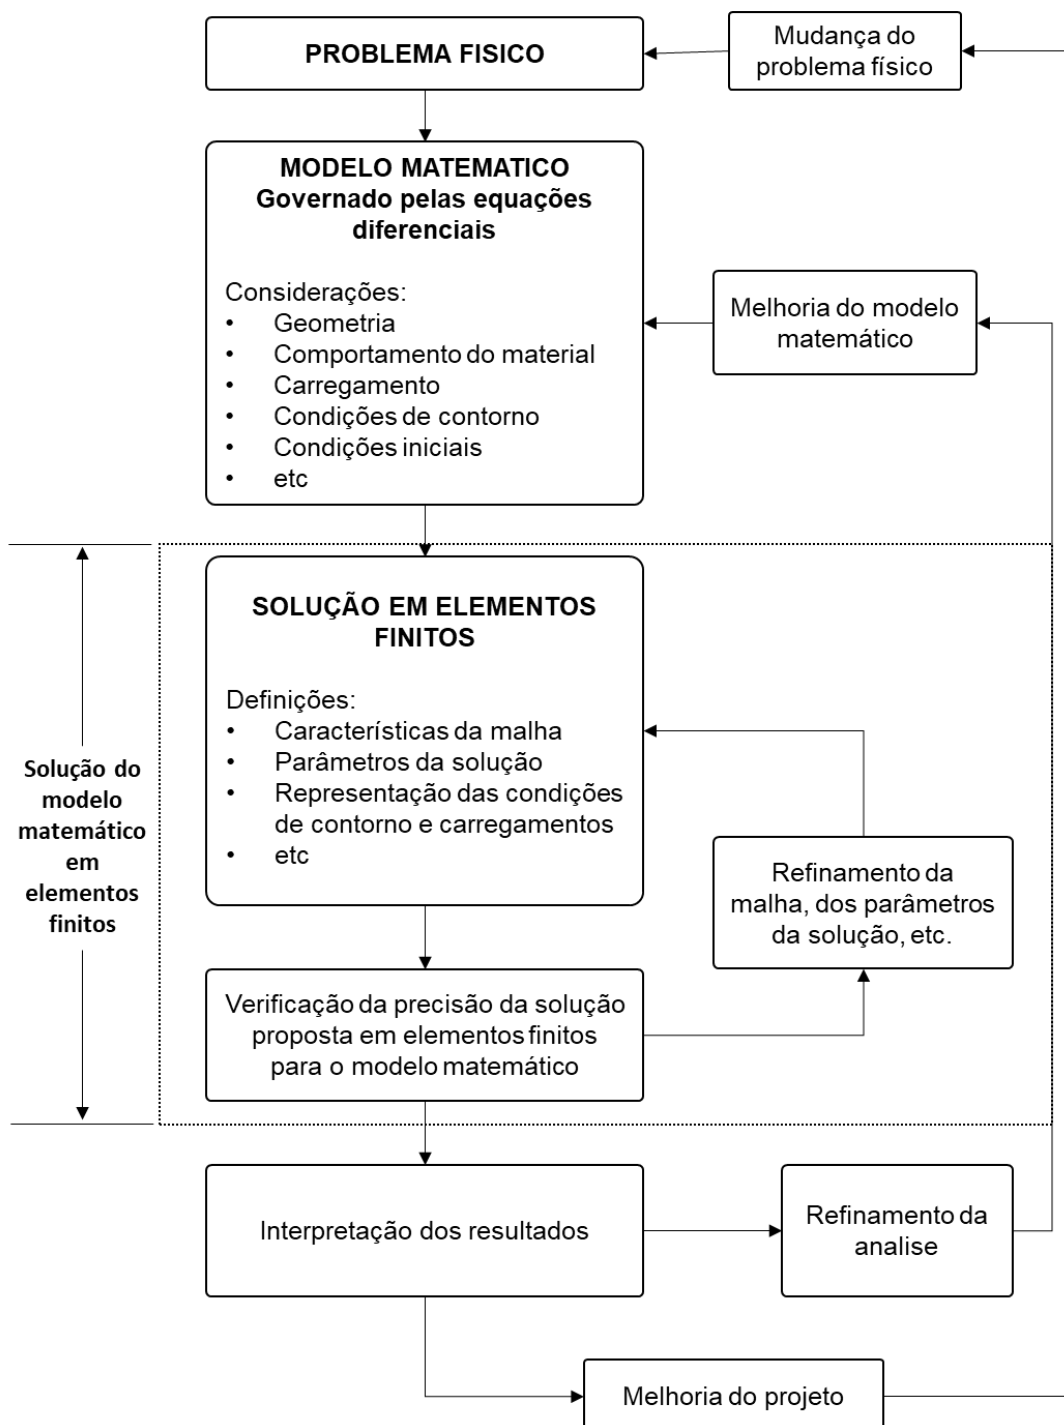 PROBLEMA FISICO
Mudança do
problema físico
MODELO MATEMATICO
Governado pelas equações
diferenciais
Considerações:
• Geometria
• Comportamento do material
• Carregamento
• Condições de contorno
• Condições iniciais
• etc
Melhoria do modelo
matemático
SOLUÇÃO EM ELEMENTOS
FINITOS
Definições:
• Características da malha
• Parâmetros da solução
• Representação das condições
de contorno e carregamentos
• etc
Solução do
modelo
matemático
em
elementos
finitos
Refinamento da
malha, dos parâmetros
da solução, etc.
Verificação da precisão da solução
proposta em elementos finitos
para o modelo matemático
Interpretação dos resultados
Refinamento da
analise
Melhoria do projeto